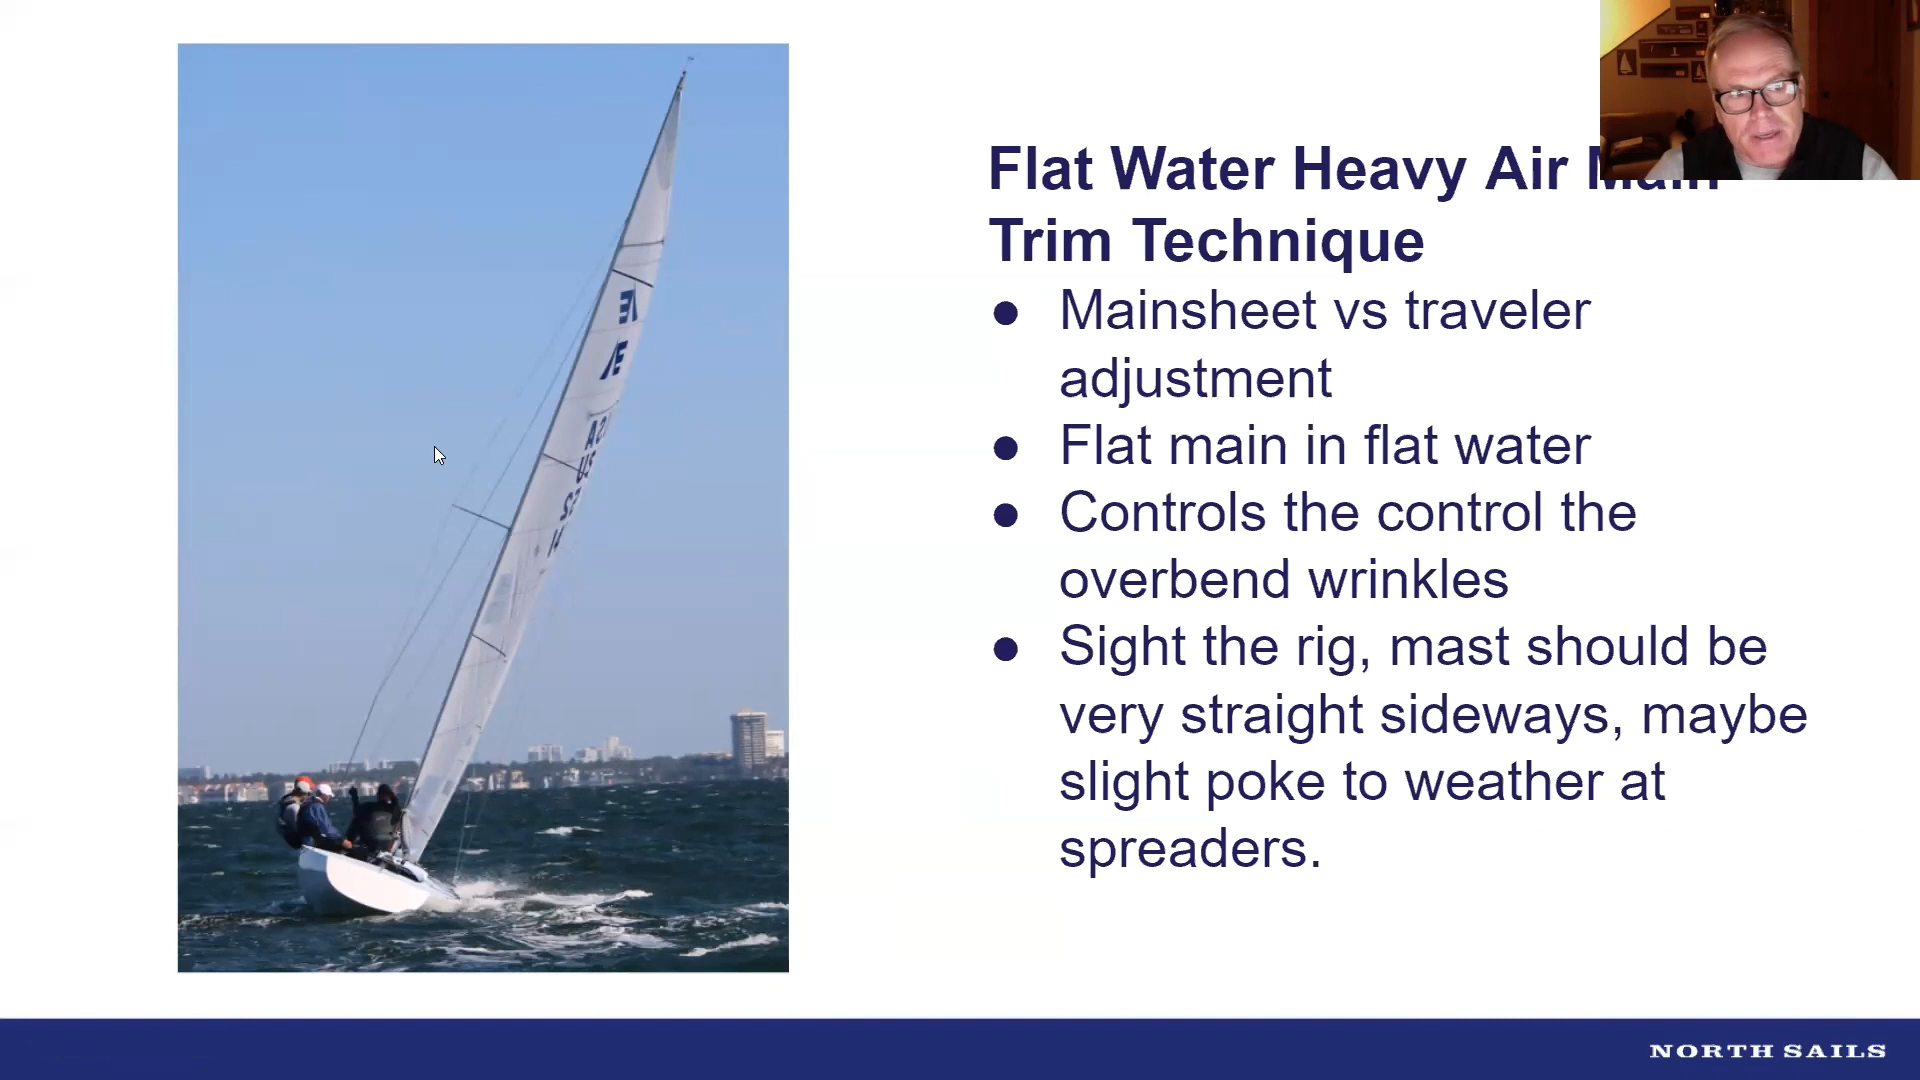 Flat Water Heavy Air Main
Trim Technique
● Mainsheet vs traveler
adjustment
● Flat main in flat water
● Controls the control the
overbend wrinkles
● Sight the rig, mast should be
very straight sideways, maybe
slight poke to weather at
spreaders.
NORTH SAILS